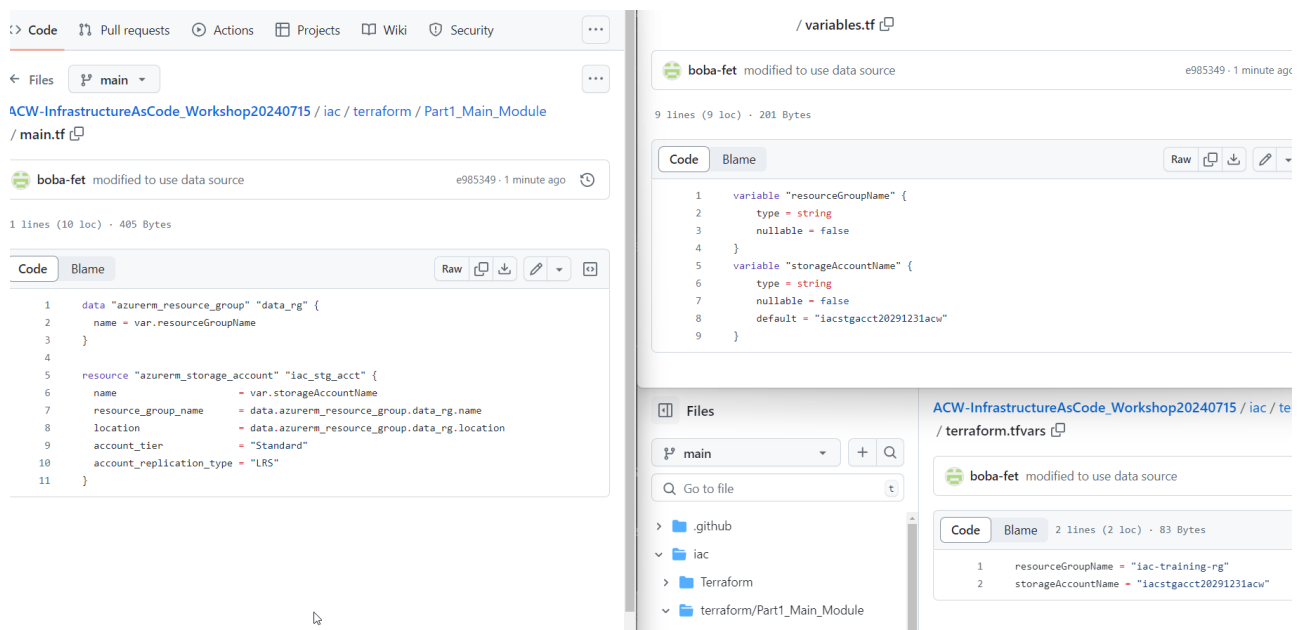 Code Pull requests Actions Projects Wiki Security
Files main
ACW-InfrastructureAsCode_Workshop20240715 / iac / terraform / Part1_Main_Module
/ main.tf
boba-fet modified to use data source e985349 · 1 minute ago
1 lines (10 loc) · 405 Bytes
Code Blame Raw
1 data "azurerm_resource_group" "data_rg" {
2 name = var.resourceGroupName
3 }
4
5 resource "azurerm_storage_account" "iac_stg_acct" {
6 name = var.storageAccountName
7 resource_group_name = data.azurerm_resource_group.data_rg.name
8 location = data.azurerm_resource_group.data_rg.location
9 account_tier = "Standard"
10 account_replication_type = "LRS"
11 }
/ variables.tf
boba-fet modified to use data source e985349 · 1 minute ago
9 lines (9 loc) · 201 Bytes
Code Blame Raw
1 variable "resourceGroupName" {
2 type = string
3 nullable = false
4 }
5 variable "storageAccountName" {
6 type = string
7 nullable = false
8 default = "iacstgacct20291231acw"
9 }
Files
main
Go to file t
.github
iac
Terraform
terraform/Part1_Main_Module
ACW-InfrastructureAsCode_Workshop20240715 / iac / te
/ terraform.tfvars
boba-fet modified to use data source
Code Blame 2 lines (2 loc) · 83 Bytes
1 resourceGroupName = "iac-training-rg"
2 storageAccountName = "iacstgacct20291231acw"